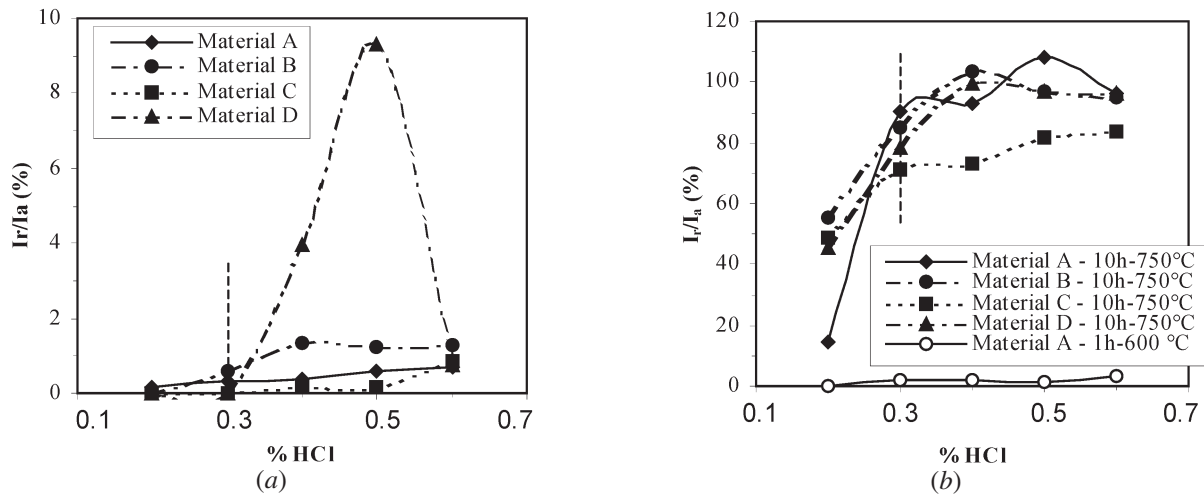 10
8
6
4
2
0
Ir/Ia (%)
Material A
Material B
Material C
Material D
0.1
0.3
0.5
0.7
% HCl
(a)
120
100
80
60
40
20
0
Ir/Ia (%)
Material A - 10h-750°C
Material B - 10h-750°C
Material C - 10h-750°C
Material D - 10h-750°C
Material A - 1h-600 °C
0.1
0.3
0.5
0.7
% HCl
(b)